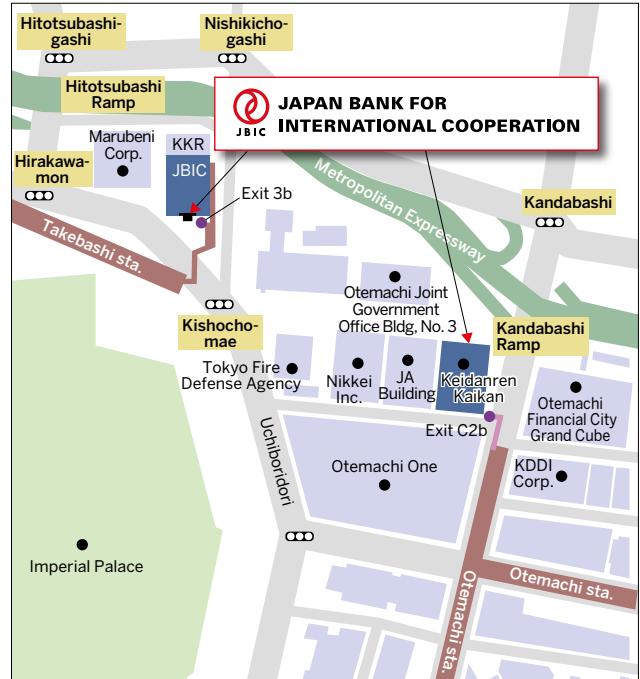 Hitotsubashi-
gashi
Nishikicho-
gashi
Hitotsubashi
Ramp
JBIC
JAPAN BANK FOR
INTERNATIONAL COOPERATION
Marubeni
Corp.
KKR
JBIC
Hirakawa-
mon
Exit 3b
Metropolitan Expressway
Kandabashi
Takebashi sta.
Otemachi Joint
Government
Office Bldg, No. 3
Kishocho-
mae
Kandabashi
Ramp
Tokyo Fire
Defense Agency
Nikkei
Inc.
JA
Building
Keidanren
Kaikan
Otemachi
Financial City
Grand Cube
Exit C2b
Uchiboridori
Otemachi One
KDDI
Corp.
Imperial Palace
Otemachi sta.
Otemachi sta.